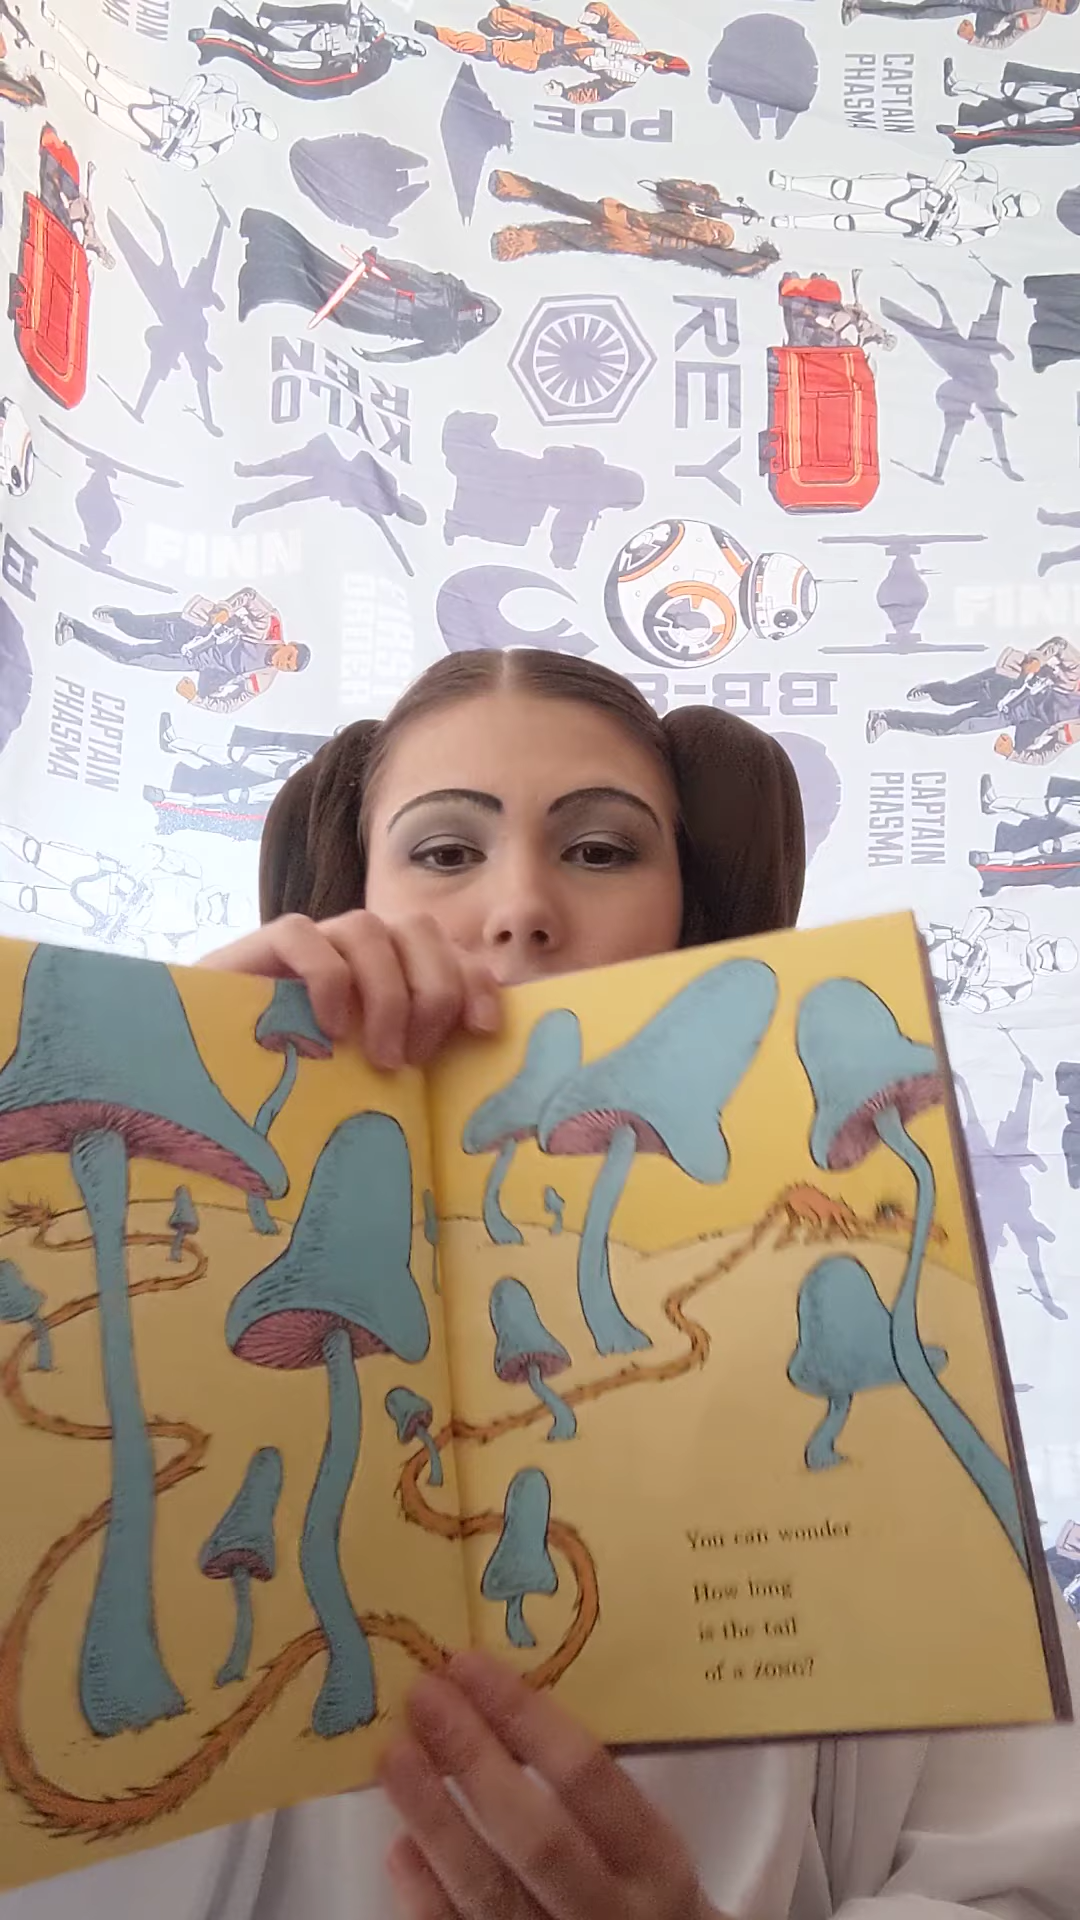 CAPTAIN
PHASMA
POE
REY
KYLO
REN
FINN
FINN
FIRST
ORDER
BB-8
CAPTAIN
PHASMA
CAPTAIN
PHASMA
You can wonder . . .
How long
is the tail
of a ZONG?